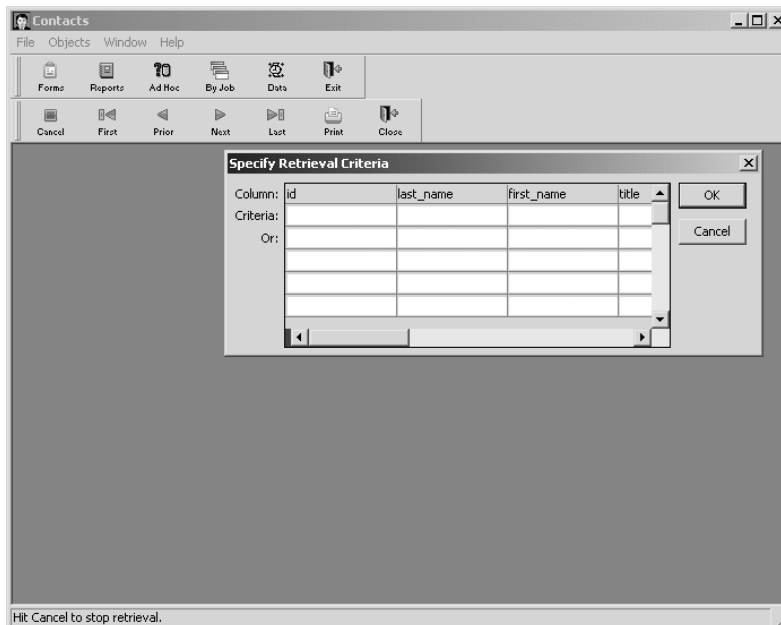 Contacts
File Objects Window Help
Forms Reports Ad Hoc By Job Data Exit
Cancel First Prior Next Last Print Close
Specify Retrieval Criteria
Column: id last_name first_name title OK
Criteria:
Or: Cancel
Hit Cancel to stop retrieval.